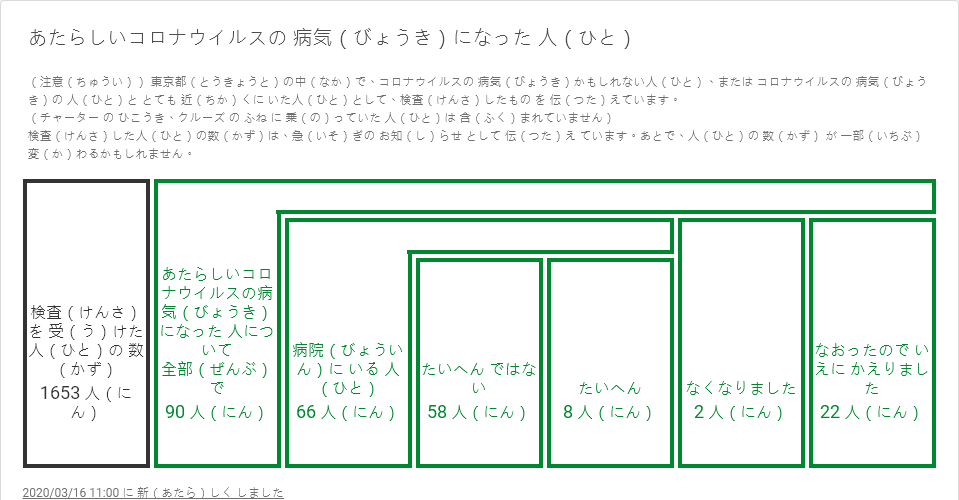 あたらしいコロナウイルスの 病気（びょうき）になった 人（ひと）
（注意（ちゅうい）） 東京都（とうきょうと）の中（なか）で、コロナウイルスの 病気（びょうき）かもしれない人（ひと）、または コロナウイルスの 病気（びょう
き）の 人（ひと）と とても 近（ちか）くに いた人（ひと）として、検査（けんさ）したもの を 伝（つた）えています。
（チャーター の ひこうき、クルーズ の ふね に 乗（の）っていた 人（ひと）は 含（ふく）まれていません）
検査（けんさ）した人（ひと）の数（かず）は、急（いそ）ぎの お知（し）らせ として 伝（つた）え ています。あとで、人（ひと）の 数（かず） が 一部（いちぶ）
変（か）わるかもしれません。
検査（けんさ）
を 受（う）けた
人（ひと）の 数
（かず）
1653 人（に
ん）
あたらしいコロ
ナウイルスの病
気（びょうき）
になった 人につ
いて
全部（ぜんぶ）
で
90 人（にん）
病院（びょうい
ん）に いる 人
（ひと）
66 人（にん）
たいへん ではな
い
58 人（にん）
たいへん
8 人（にん）
なくなりました
2 人（にん）
なおったので い
えに かえりまし
た
22 人（にん）
2020/03/16 11:00 に 新（あたら）しく しました